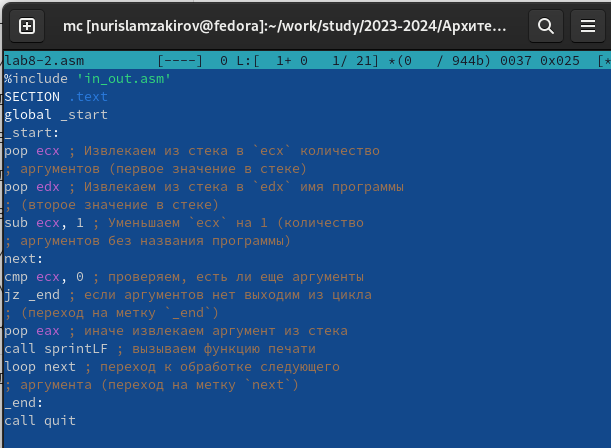 mc [nurislamzakirov@fedora]:~/work/study/2023-2024/Архите...
lab8-2.asm [----] 0 L:[ 1+ 0 1/ 21] *(0 / 944b) 0037 0x025 [*
%include 'in_out.asm'
SECTION .text
global _start
_start:
pop ecx ; Извлекаем из стека в `ecx` количество
; аргументов (первое значение в стеке)
pop edx ; Извлекаем из стека в `edx` имя программы
; (второе значение в стеке)
sub ecx, 1 ; Уменьшаем `ecx` на 1 (количество
; аргументов без названия программы)
next:
cmp ecx, 0 ; проверяем, есть ли еще аргументы
jz _end ; если аргументов нет выходим из цикла
; (переход на метку `_end`)
pop eax ; иначе извлекаем аргумент из стека
call sprintLF ; вызываем функцию печати
loop next ; переход к обработке следующего
; аргумента (переход на метку `next`)
_end:
call quit